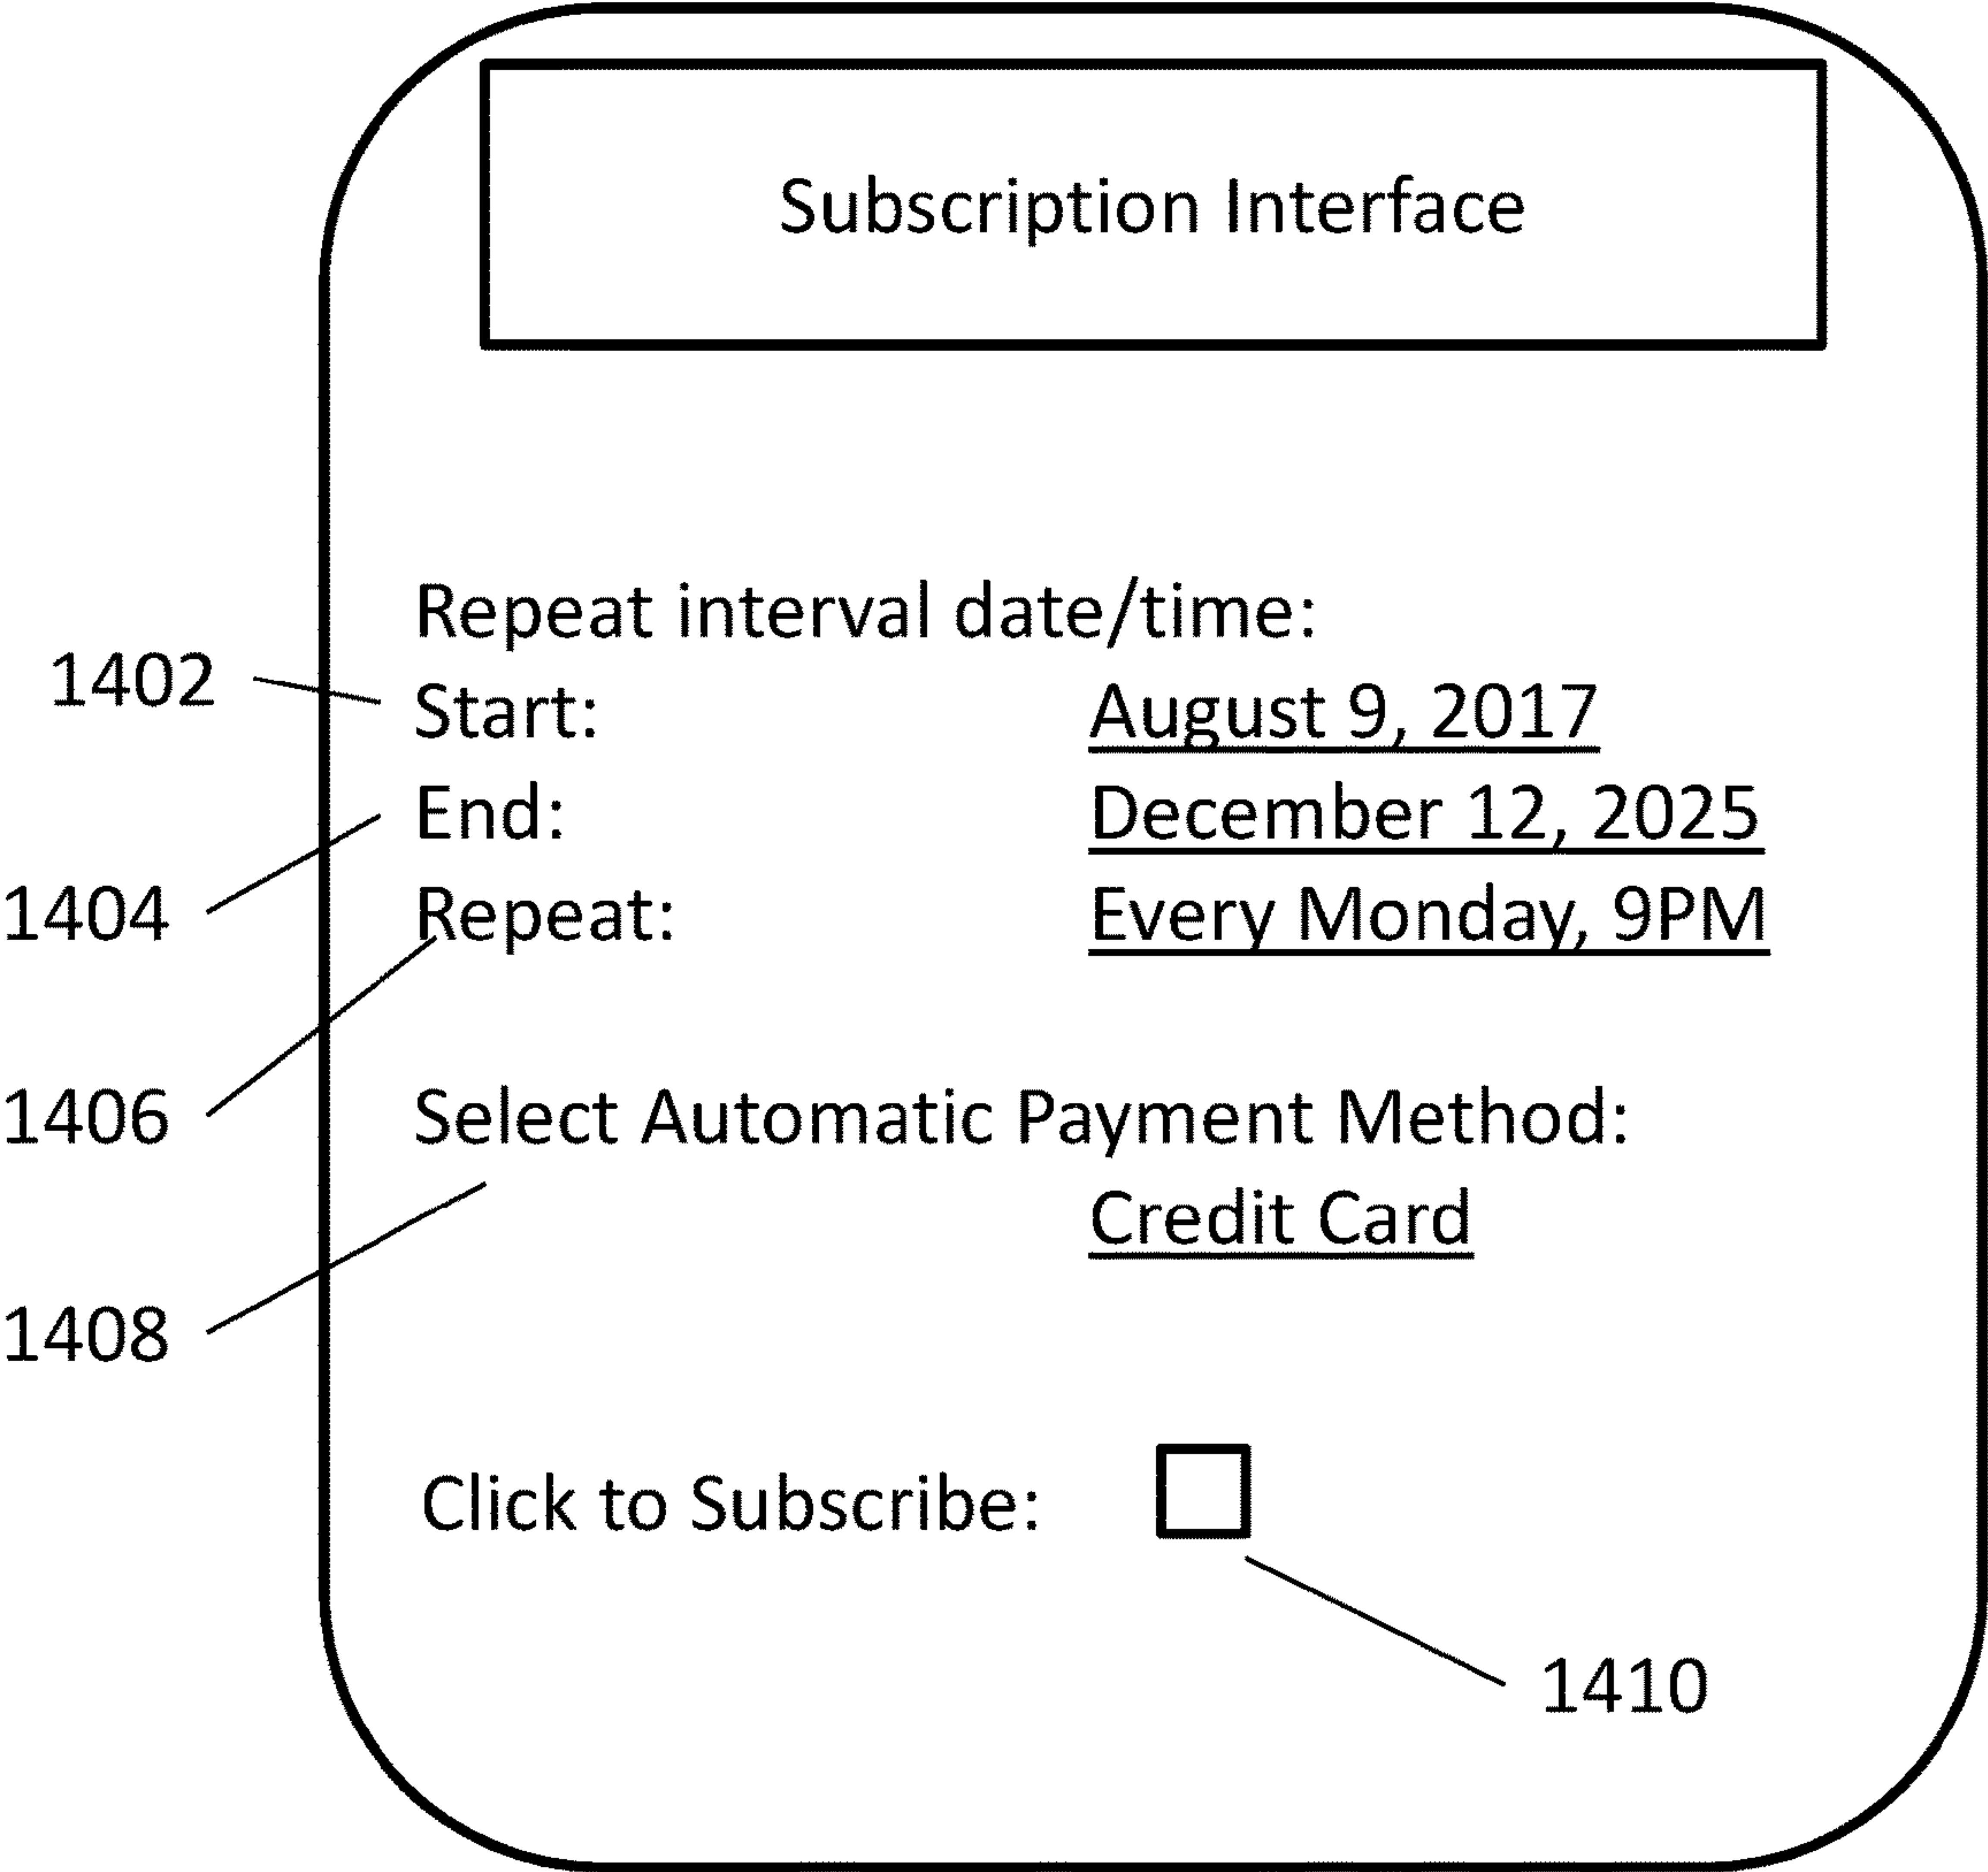 Subscription Interface
Repeat interval date/time:
1402
Start: August 9, 2017
End: December 12, 2025
1404
Repeat: Every Monday, 9PM
1406
Select Automatic Payment Method:
Credit Card
1408
Click to Subscribe:
1410